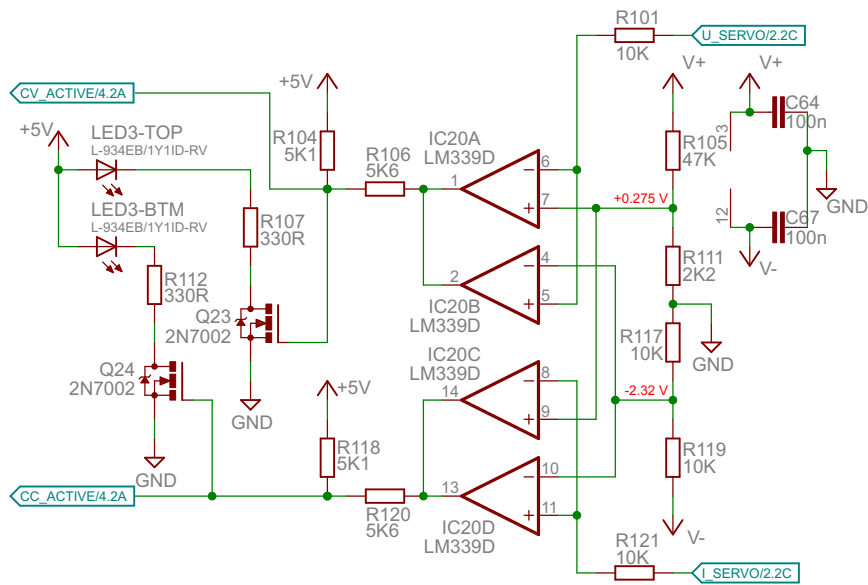 R101
10K
U_SERVO/2.2C
CV_ACTIVE/4.2A
+5V
V+
V+
+5V
LED3-TOP
L-934EB/1Y1ID-RV
R104
5K1
IC20A
LM339D
R105
47K
3
C64
100n
R106
5K6
1
6
7
+0.275 V
GND
LED3-BTM
L-934EB/1Y1ID-RV
R107
330R
12
C67
100n
V-
R112
330R
2
4
5
R111
2K2
IC20B
LM339D
Q23
2N7002
R117
10K
GND
IC20C
LM339D
Q24
2N7002
14
8
9
-2.32 V
+5V
GND
R118
5K1
R119
10K
GND
13
10
11
CC_ACTIVE/4.2A
R120
5K6
IC20D
LM339D
V-
R121
10K
I_SERVO/2.2C